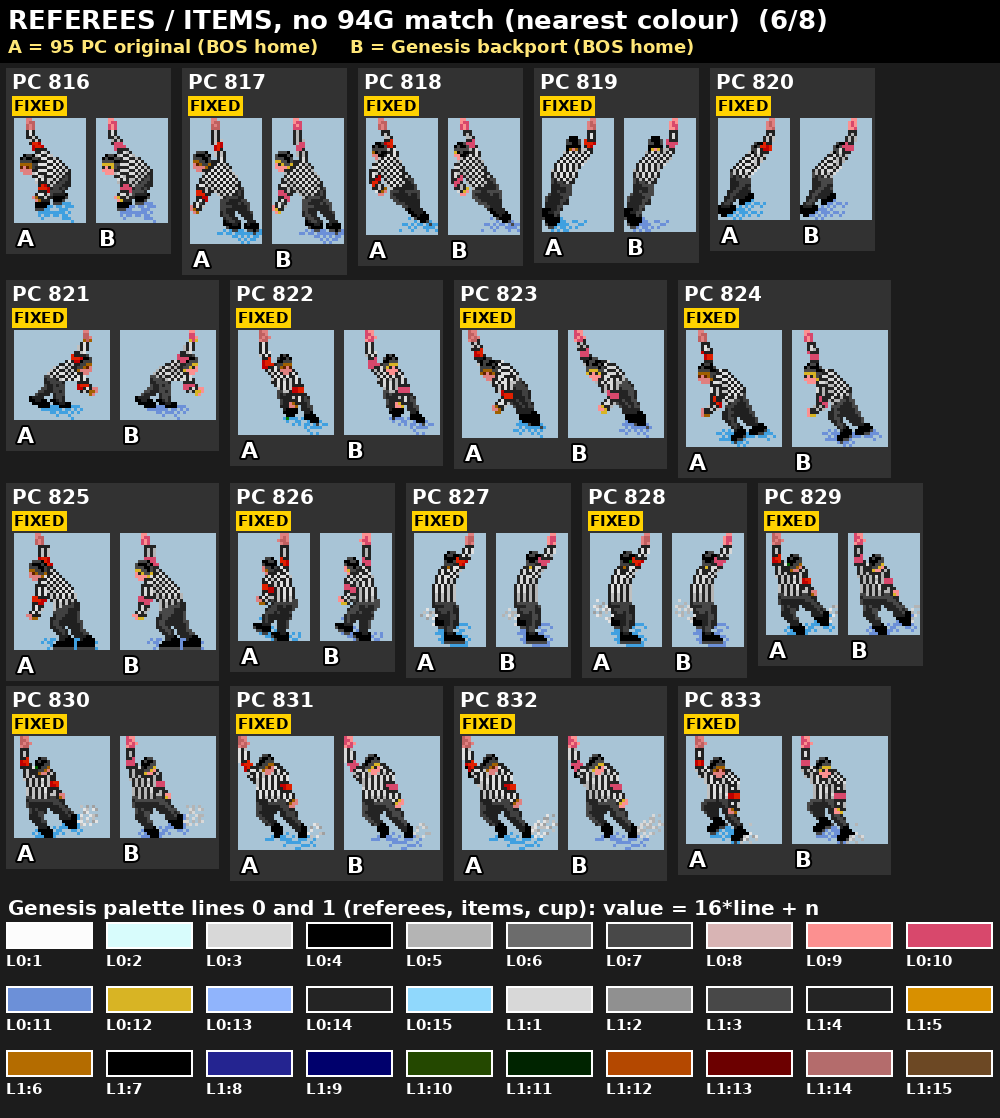 REFEREES / ITEMS, no 94G match (nearest colour)  (6/8)
A = 95 PC original (BOS home)     B = Genesis backport (BOS home)
PC 816 PC 817 PC 818 PC 819 PC 820
FIXED FIXED FIXED FIXED FIXED
A B A B A B A B A B
PC 821 PC 822 PC 823 PC 824
FIXED FIXED FIXED FIXED
A B A B A B A B
PC 825 PC 826 PC 827 PC 828 PC 829
FIXED FIXED FIXED FIXED FIXED
A B A B A B A B A B
PC 830 PC 831 PC 832 PC 833
FIXED FIXED FIXED FIXED
A B A B A B A B
Genesis palette lines 0 and 1 (referees, items, cup): value = 16*line + n
L0:1 L0:2 L0:3 L0:4 L0:5 L0:6 L0:7 L0:8 L0:9 L0:10
L0:11 L0:12 L0:13 L0:14 L0:15 L1:1 L1:2 L1:3 L1:4 L1:5
L1:6 L1:7 L1:8 L1:9 L1:10 L1:11 L1:12 L1:13 L1:14 L1:15